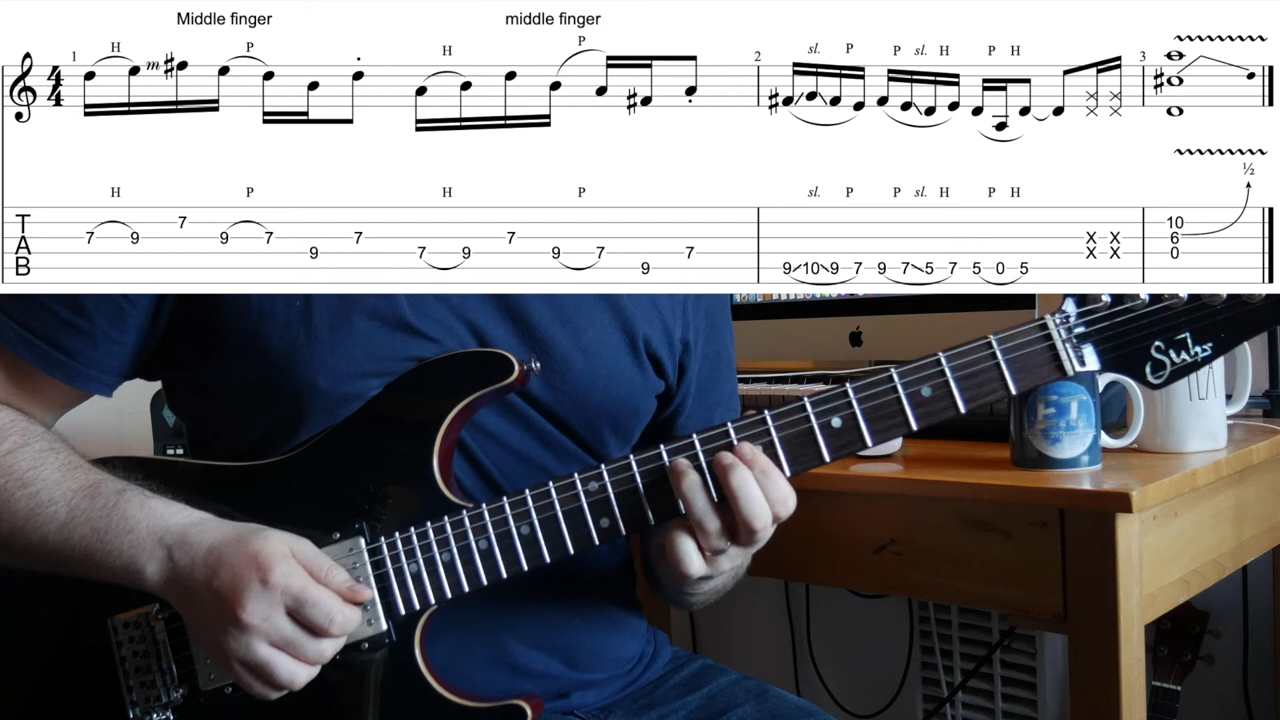 Middle finger middle finger
1 H m P H P 2 sl. P P sl. H P H 3
4
4
H P H P sl. P P sl. H P H ½
T
A
B
7 9 7 9 7 9 7 7 9 7 9 7 9 7 9 10 9 7 9 7 5 7 5 0 5 X X X X 10 6 0
Suhr
E.T.